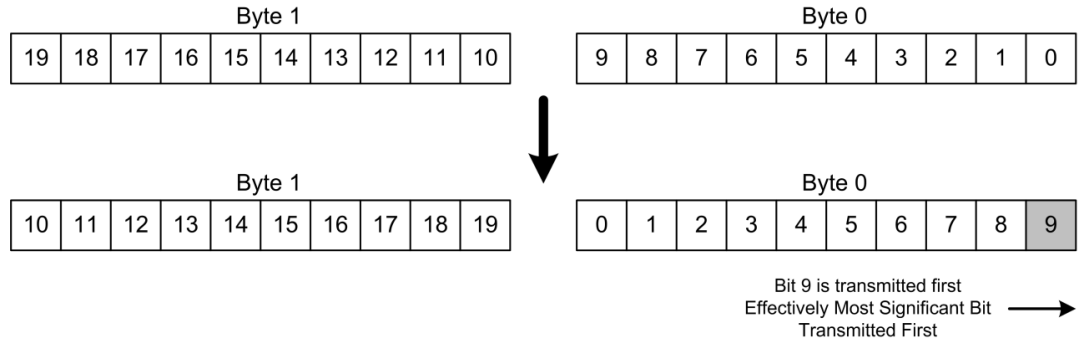 Byte 1 Byte 0
19 18 17 16 15 14 13 12 11 10 9 8 7 6 5 4 3 2 1 0
Byte 1 Byte 0
10 11 12 13 14 15 16 17 18 19 0 1 2 3 4 5 6 7 8 9
Bit 9 is transmitted first
Effectively Most Significant Bit
Transmitted First